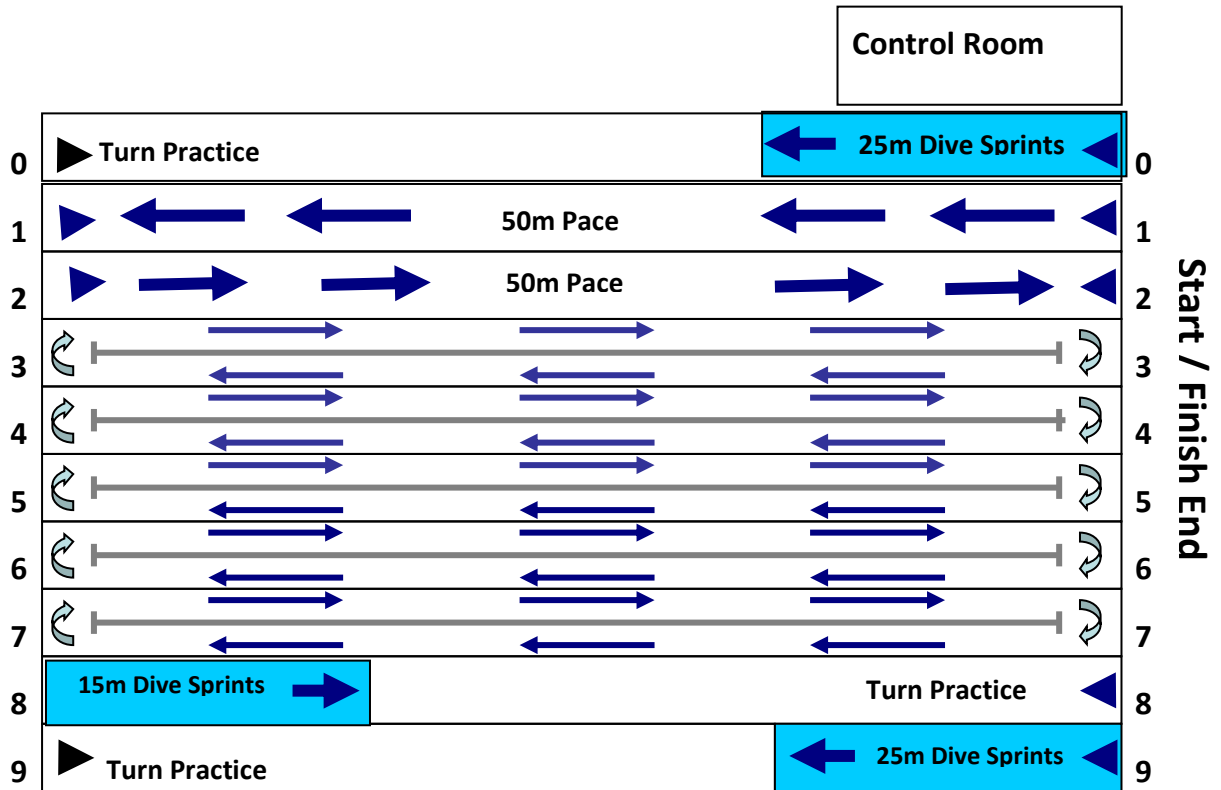 Control Room
0 Turn Practice 25m Dive Sprints 0
1 50m Pace 1
2 50m Pace 2
3 3
4 4
5 5
6 6
7 7
8 15m Dive Sprints Turn Practice 8
9 Turn Practice 25m Dive Sprints 9
Start / Finish End